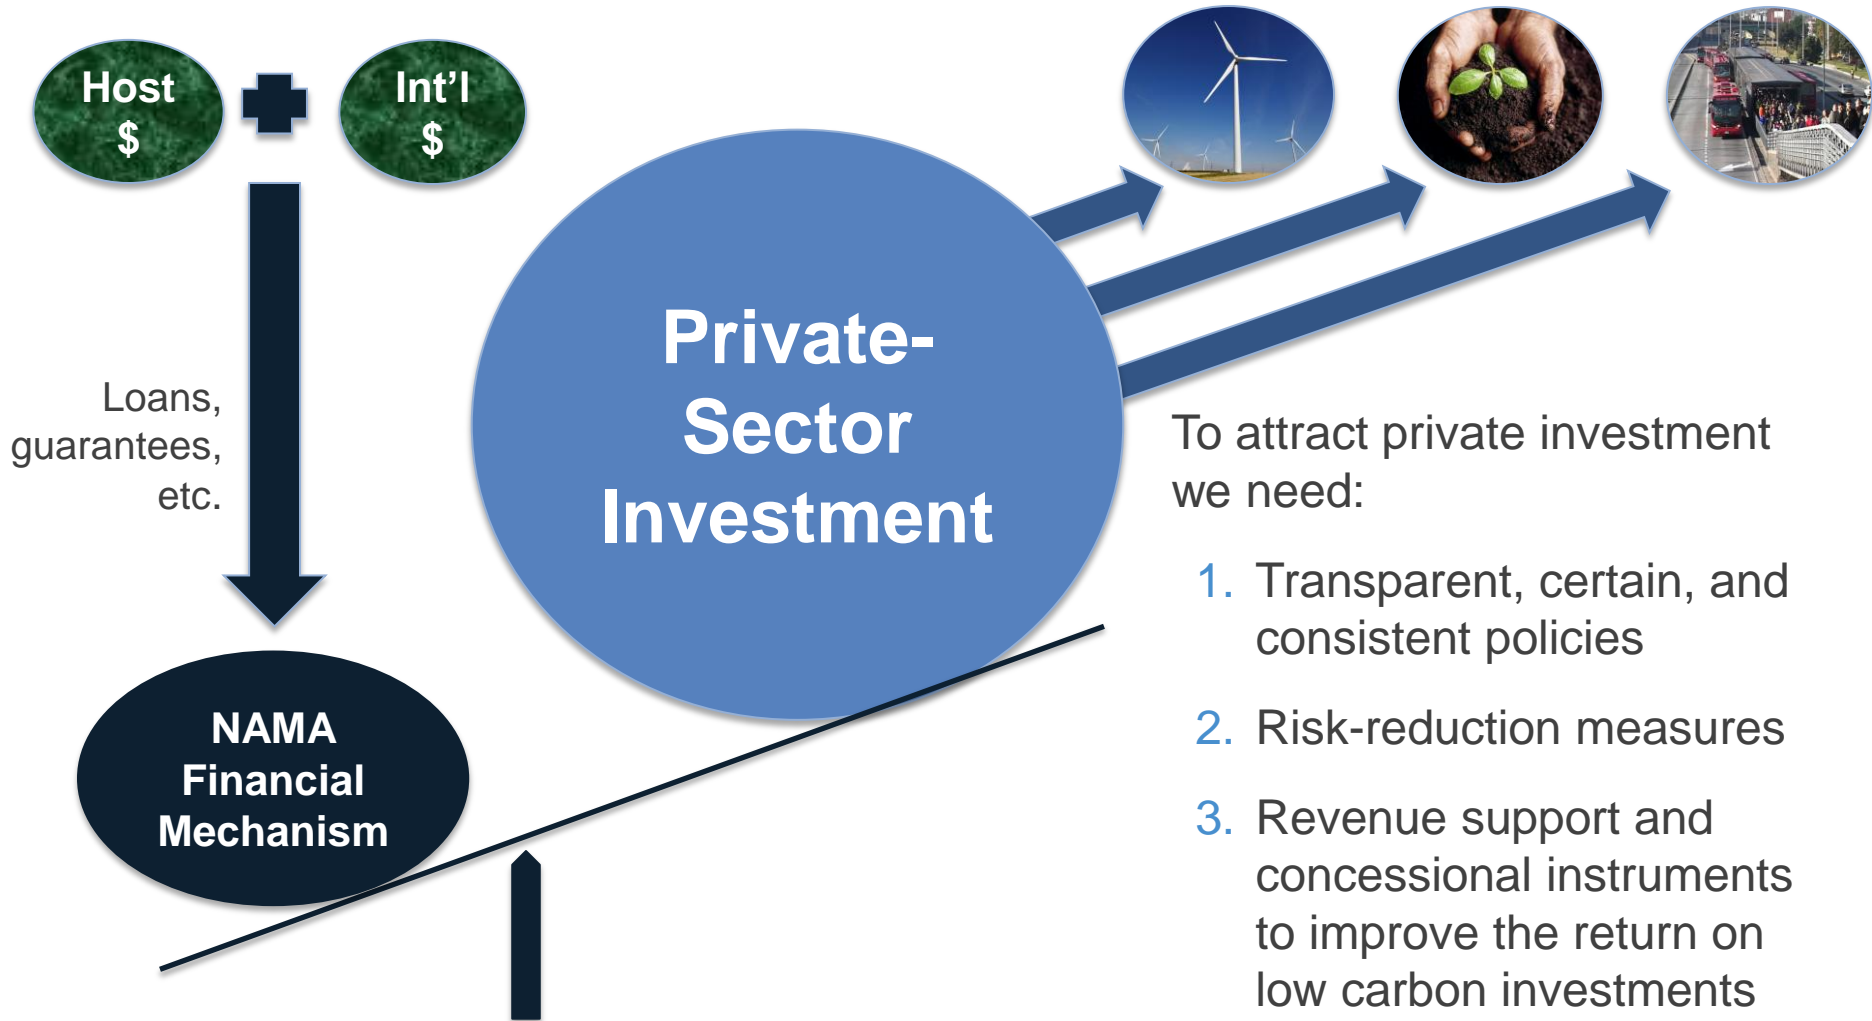 Host
$
Int'l
$
Loans,
guarantees,
etc.
NAMA
Financial
Mechanism
Private-
Sector
Investment
To attract private investment
we need:
1. Transparent, certain, and
consistent policies
2. Risk-reduction measures
3. Revenue support and
concessional instruments
to improve the return on
low carbon investments